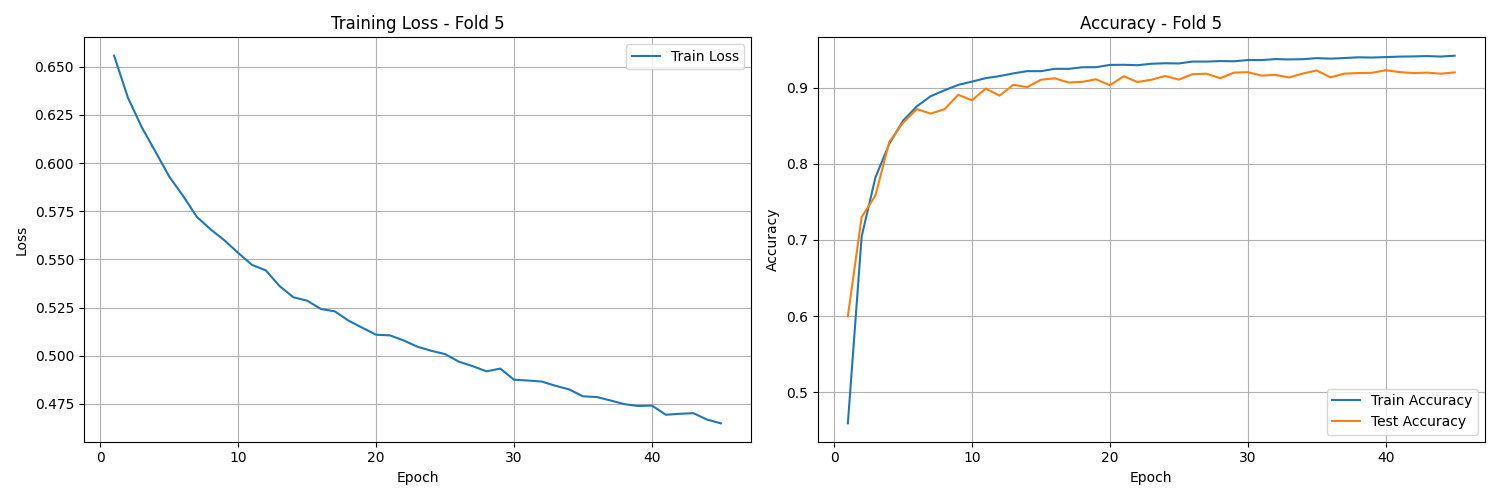 Training Loss - Fold 5
Train Loss
0.650
0.625
0.600
0.575
0.550
0.525
0.500
0.475
Loss
0 10 20 30 40
Epoch
Accuracy - Fold 5
0.9
0.8
0.7
0.6
0.5
Accuracy
Train Accuracy
Test Accuracy
0 10 20 30 40
Epoch